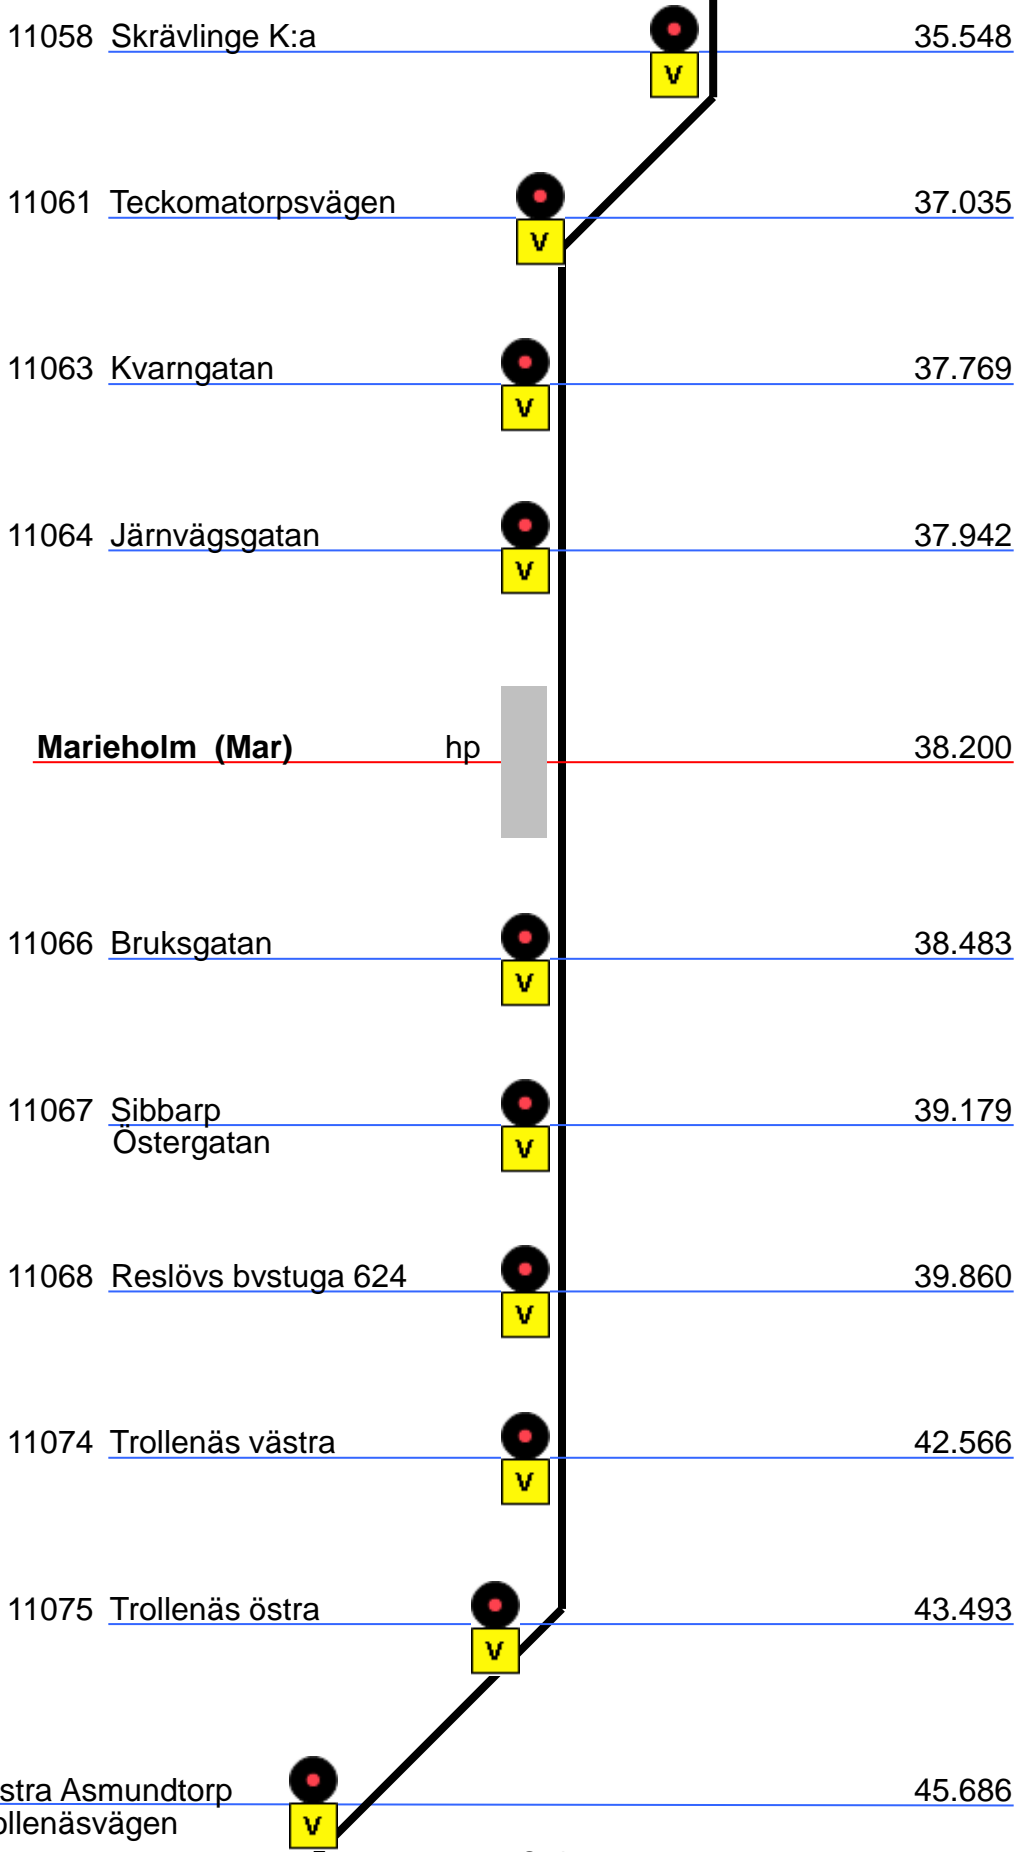 11058 Skrävlinge K:a 35.548
V
11061 Teckomatorpsvägen 37.035
V
11063 Kvarngatan 37.769
V
11064 Järnvägsgatan 37.942
V
Marieholm (Mar) hp 38.200
11066 Bruksgatan 38.483
V
11067 Sibbarp 39.179
Östergatan V
11068 Reslövs bvstuga 624 39.860
V
11074 Trollenäs västra 42.566
V
11075 Trollenäs östra 43.493
V
stra Asmundtorp 45.686
ollenäsvägen V